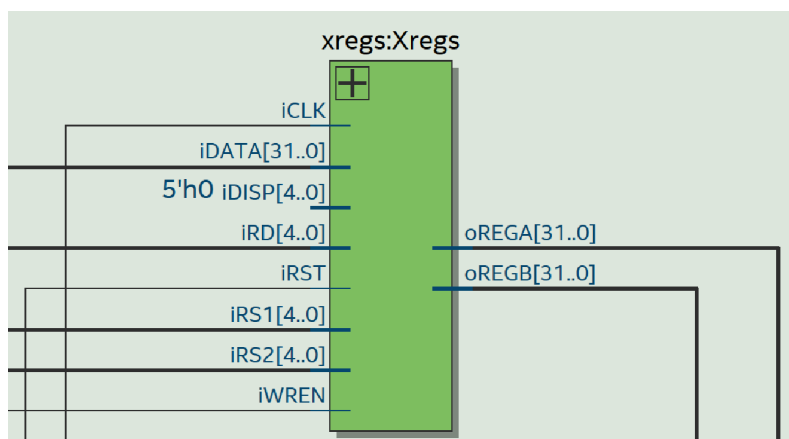 xregs:Xregs
iCLK
iDATA[31..0]
5'h0 iDISP[4..0]
iRD[4..0]
oREGA[31..0]
iRST
oREGB[31..0]
iRS1[4..0]
iRS2[4..0]
iWREN